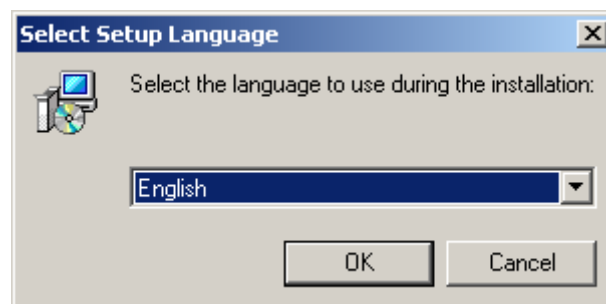 Select Setup Language
Select the language to use during the installation:
English
OK
Cancel